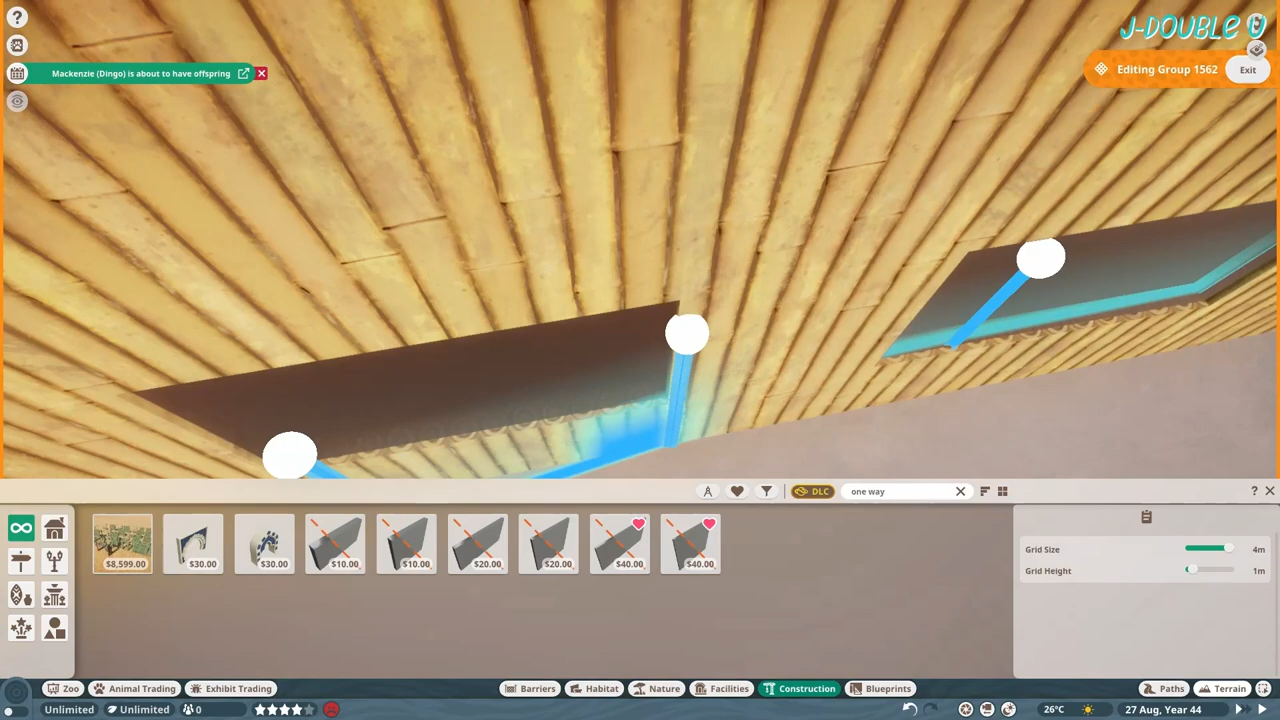 J-DOUBLE 0
Mackenzie (Dingo) is about to have offspring
Editing Group 1562
Exit
DLC
one way
$8,599.00
$30.00
$30.00
$10.00
$10.00
$20.00
$20.00
$40.00
$40.00
Grid Size
4m
Grid Height
1m
Zoo
Animal Trading
Exhibit Trading
Barriers
Habitat
Nature
Facilities
Construction
Blueprints
Paths
Terrain
Unlimited
Unlimited
0
26°C
27 Aug, Year 44